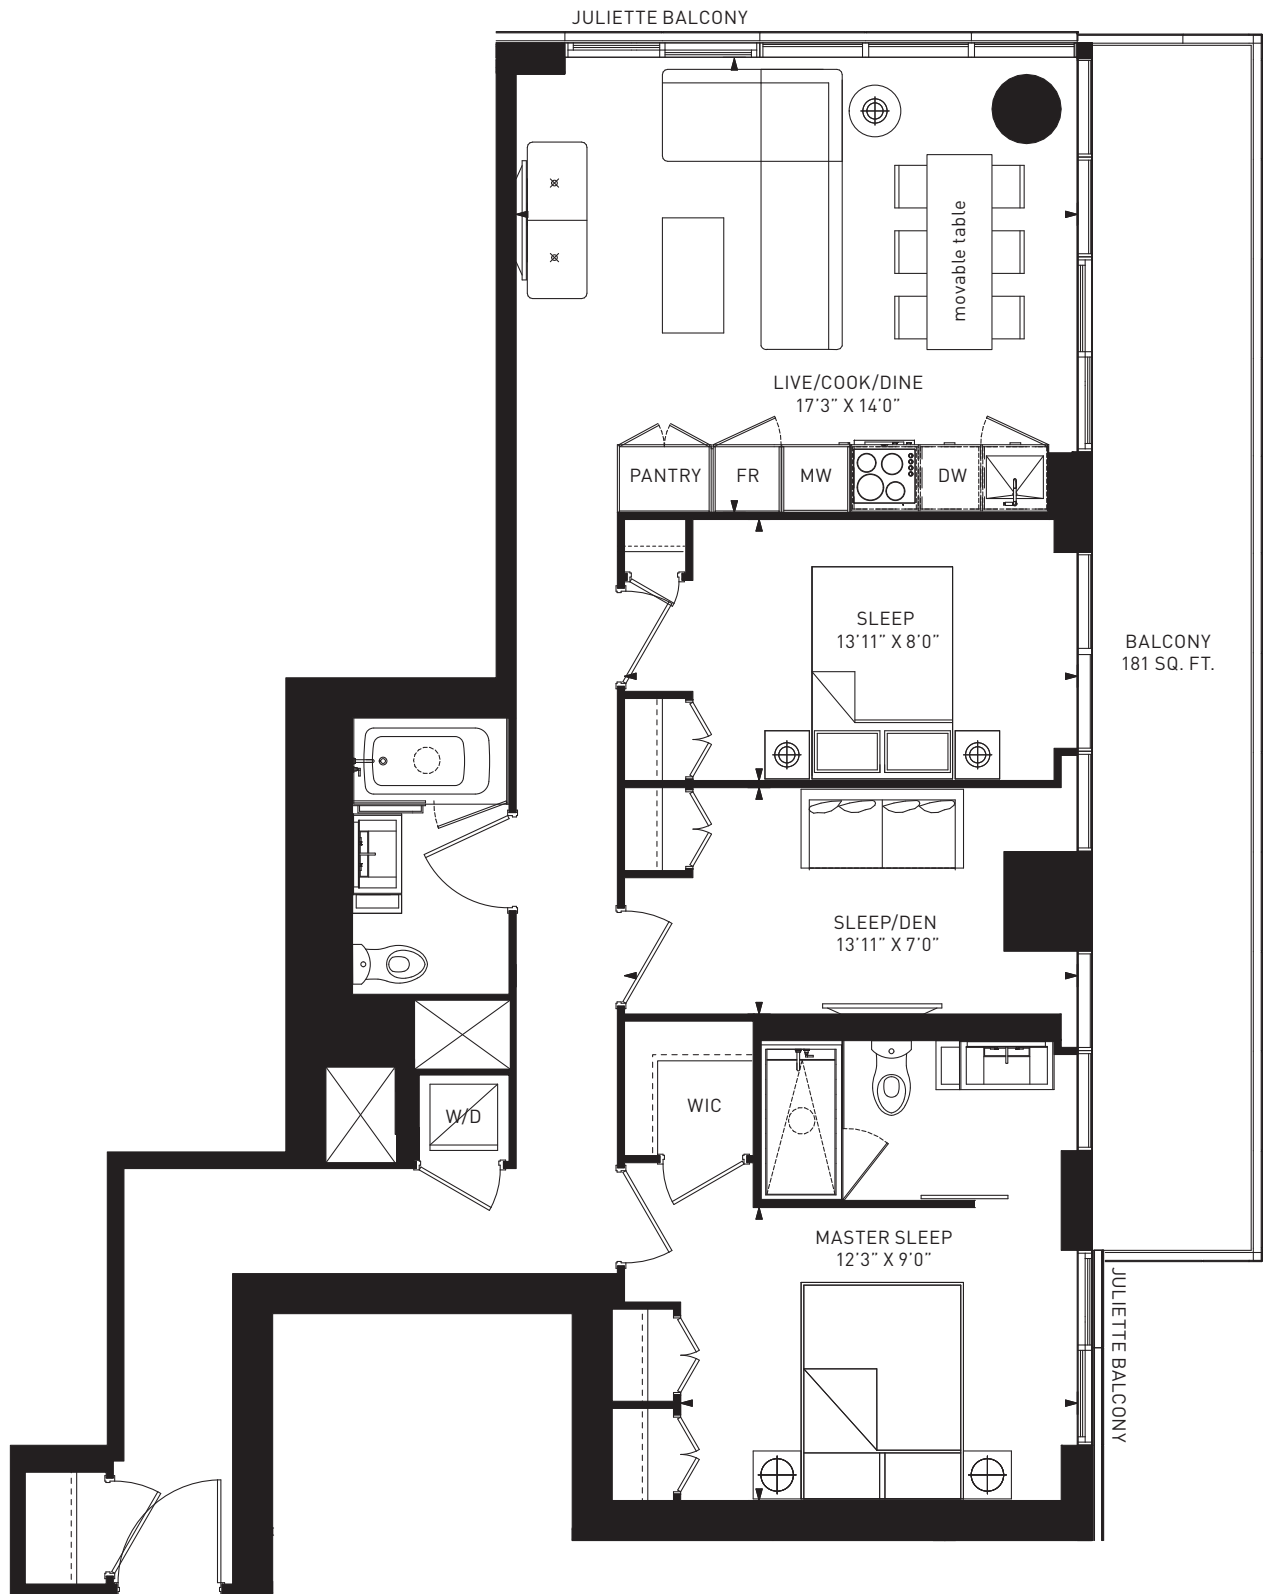 JULIETTE BALCONY
movable table
LIVE/COOK/DINE
17'3" X 14'0"
PANTRY
FR
MW
DW
SLEEP
13'11" X 8'0"
BALCONY
181 SQ. FT.
SLEEP/DEN
13'11" X 7'0"
W/D
WIC
MASTER SLEEP
12'3" X 9'0"
JULIETTE BALCONY